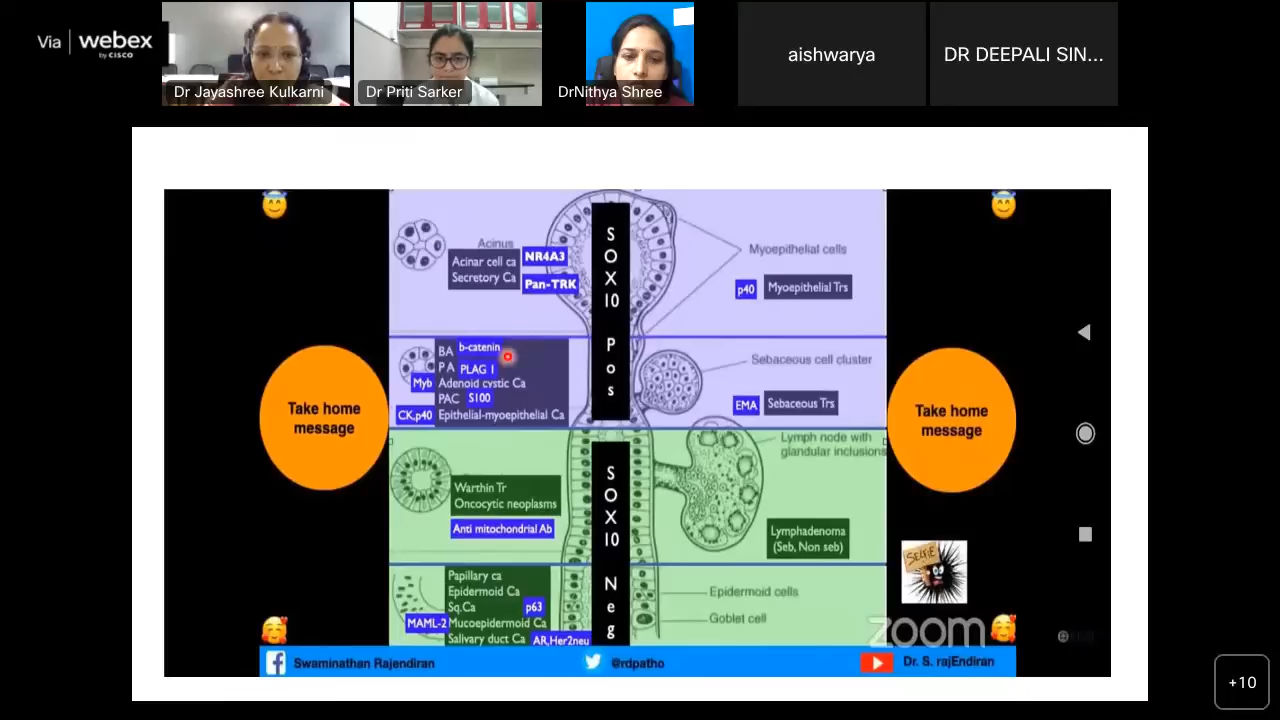 Via | webex
by CISCO
Dr Jayashree Kulkarni
Dr Priti Sarker
DrNithya Shree
aishwarya
DR DEEPALI SIN...
Acinus
Acinar cell ca
Secretory Ca
NR4A3
Pan-TRK
SOX10 Pos
Myoepithelial cells
p40
Myoepithelial Trs
BA
b-catenin
PA
PLAG 1
Myb
Adenoid cystic Ca
PAC
S100
CK,p40
Epithelial-myoepithelial Ca
Sebaceous cell cluster
EMA
Sebaceous Trs
Take home
message
Take home
message
Warthin Tr
Oncocytic neoplasms
Anti mitochondrial Ab
SOX10 Neg
Lymph node with
glandular inclusions
Lymphadenoma
(Seb, Non seb)
SELFIE
Papillary ca
Epidermoid Ca
Sq.Ca
p63
MAML-2
Mucoepidermoid Ca
Salivary duct Ca
AR,Her2neu
Epidermoid cells
Goblet cell
zoom
Swaminathan Rajendiran
@rdpatho
Dr. S. rajEndiran
+10